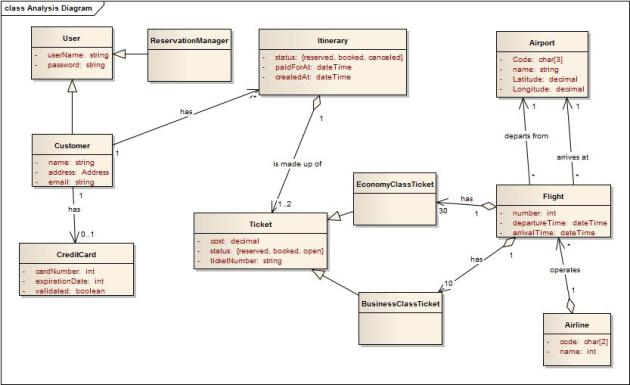 class Analysis Diagram
User
- userName: string
- password: string
ReservationManager
Itinerary
- status: {reserved, booked, canceled}
- paidForAt: dateTime
- createdAt: dateTime
Airport
- Code: char[3]
- name: string
- Latitude: decimal
- Longitude: decimal
has
..*
1
1
1
1
departs from
arrives at
*
*
Customer
- name: string
- address: Address
- email: string
1
has
0..1
is made up of
1..2
EconomyClassTicket
has
30
1
Flight
- number: int
- departureTime: dateTime
- arrivalTime: dateTime
Ticket
- cost: decimal
- status: {reserved, booked, open}
- ticketNumber: string
CreditCard
- cardNumber: int
- expirationDate: int
- validated: boolean
has
10
1
*
operates
1
BusinessClassTicket
Airline
- code: char[2]
- name: int